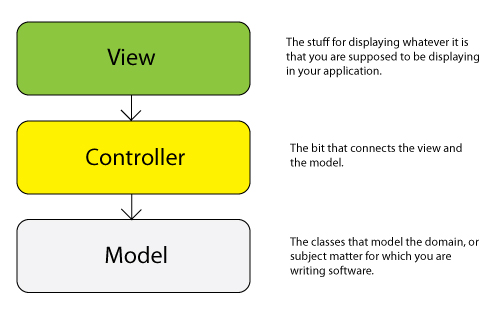 View
The stuff for displaying whatever it is
that you are supposed to be displaying
in your application.
Controller
The bit that connects the view and
the model.
Model
The classes that model the domain, or
subject matter for which you are
writing software.